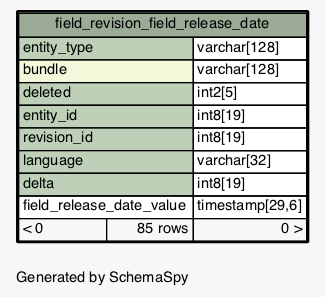 field_revision_field_release_date
entity_type varchar[128]
bundle varchar[128]
deleted int2[5]
entity_id int8[19]
revision_id int8[19]
language varchar[32]
delta int8[19]
field_release_date_value timestamp[29,6]
< 0 85 rows 0 >
Generated by SchemaSpy